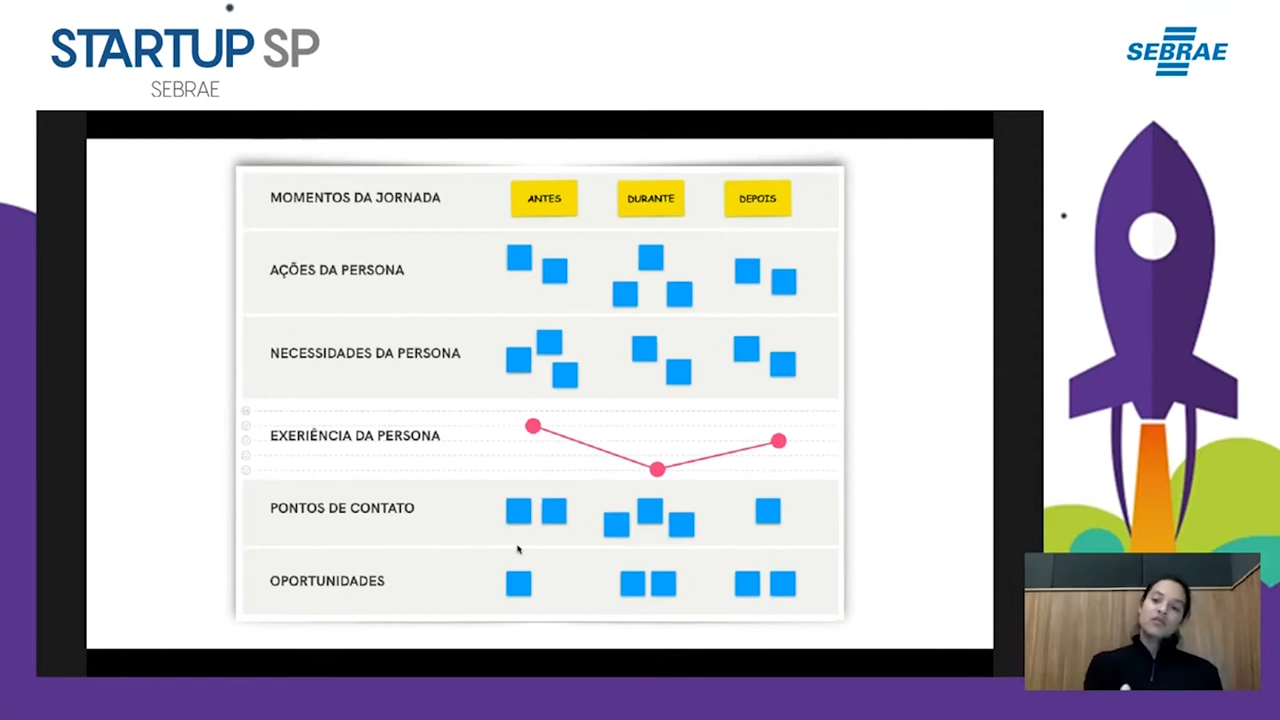 STARTUP SP
SEBRAE
SEBRAE
MOMENTOS DA JORNADA
ANTES
DURANTE
DEPOIS
AÇÕES DA PERSONA
NECESSIDADES DA PERSONA
EXERIÊNCIA DA PERSONA
PONTOS DE CONTATO
OPORTUNIDADES